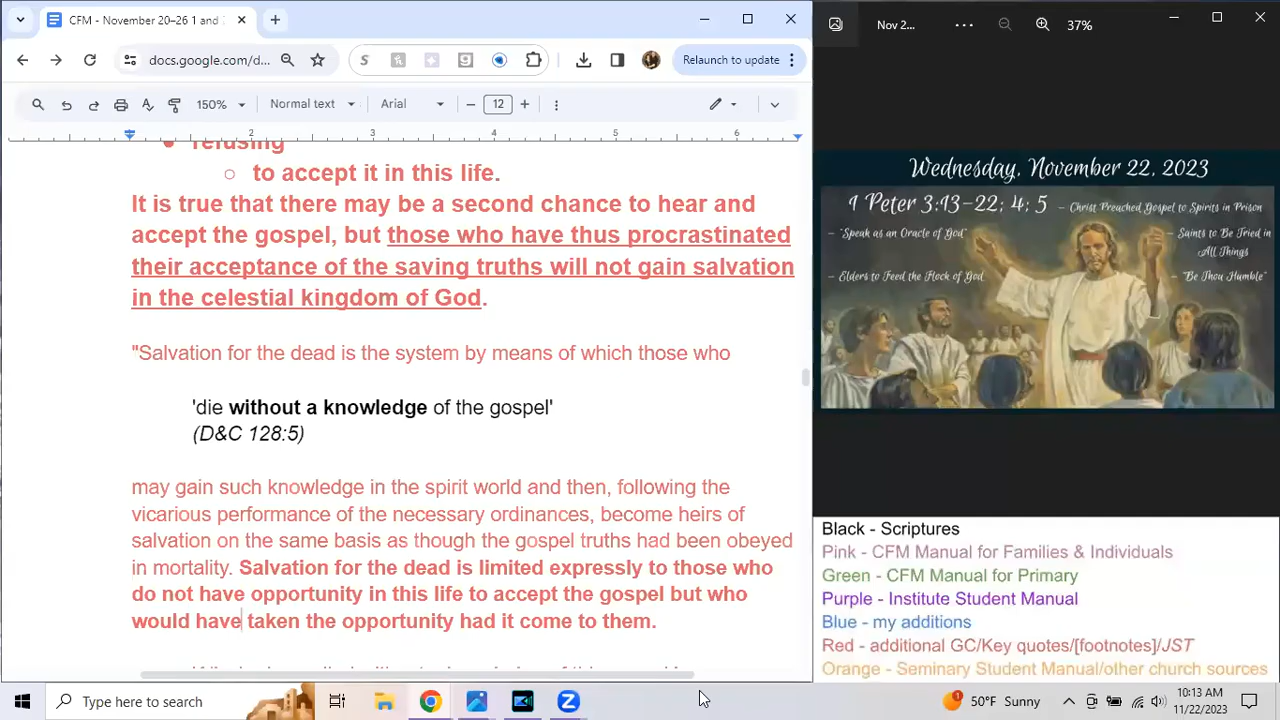 CFM - November 20–26 1 and
docs.google.com/d...
Relaunch to update
150%
Normal text
Arial
12
2
3
4
5
6
refusing
to accept it in this life.
It is true that there may be a second chance to hear and
accept the gospel, but those who have thus procrastinated
their acceptance of the saving truths will not gain salvation
in the celestial kingdom of God.
"Salvation for the dead is the system by means of which those who
'die without a knowledge of the gospel'
(D&C 128:5)
may gain such knowledge in the spirit world and then, following the
vicarious performance of the necessary ordinances, become heirs of
salvation on the same basis as though the gospel truths had been obeyed
in mortality. Salvation for the dead is limited expressly to those who
do not have opportunity in this life to accept the gospel but who
would have taken the opportunity had it come to them.
Nov 2...
37%
Wednesday, November 22, 2023
1 Peter 3:13–22; 4; 5
– Christ Preached Gospel to Spirits in Prison
– "Speak as an Oracle of God"
– Saints to Be Tried in
All Things
– Elders to Feed the Flock of God
– "Be Thou Humble"
Black - Scriptures
Pink - CFM Manual for Families & Individuals
Green - CFM Manual for Primary
Purple - Institute Student Manual
Blue - my additions
Red - additional GC/Key quotes/[footnotes]/JST
Orange - Seminary Student Manual/other church sources
Type here to search
50°F Sunny
10:13 AM
11/22/2023